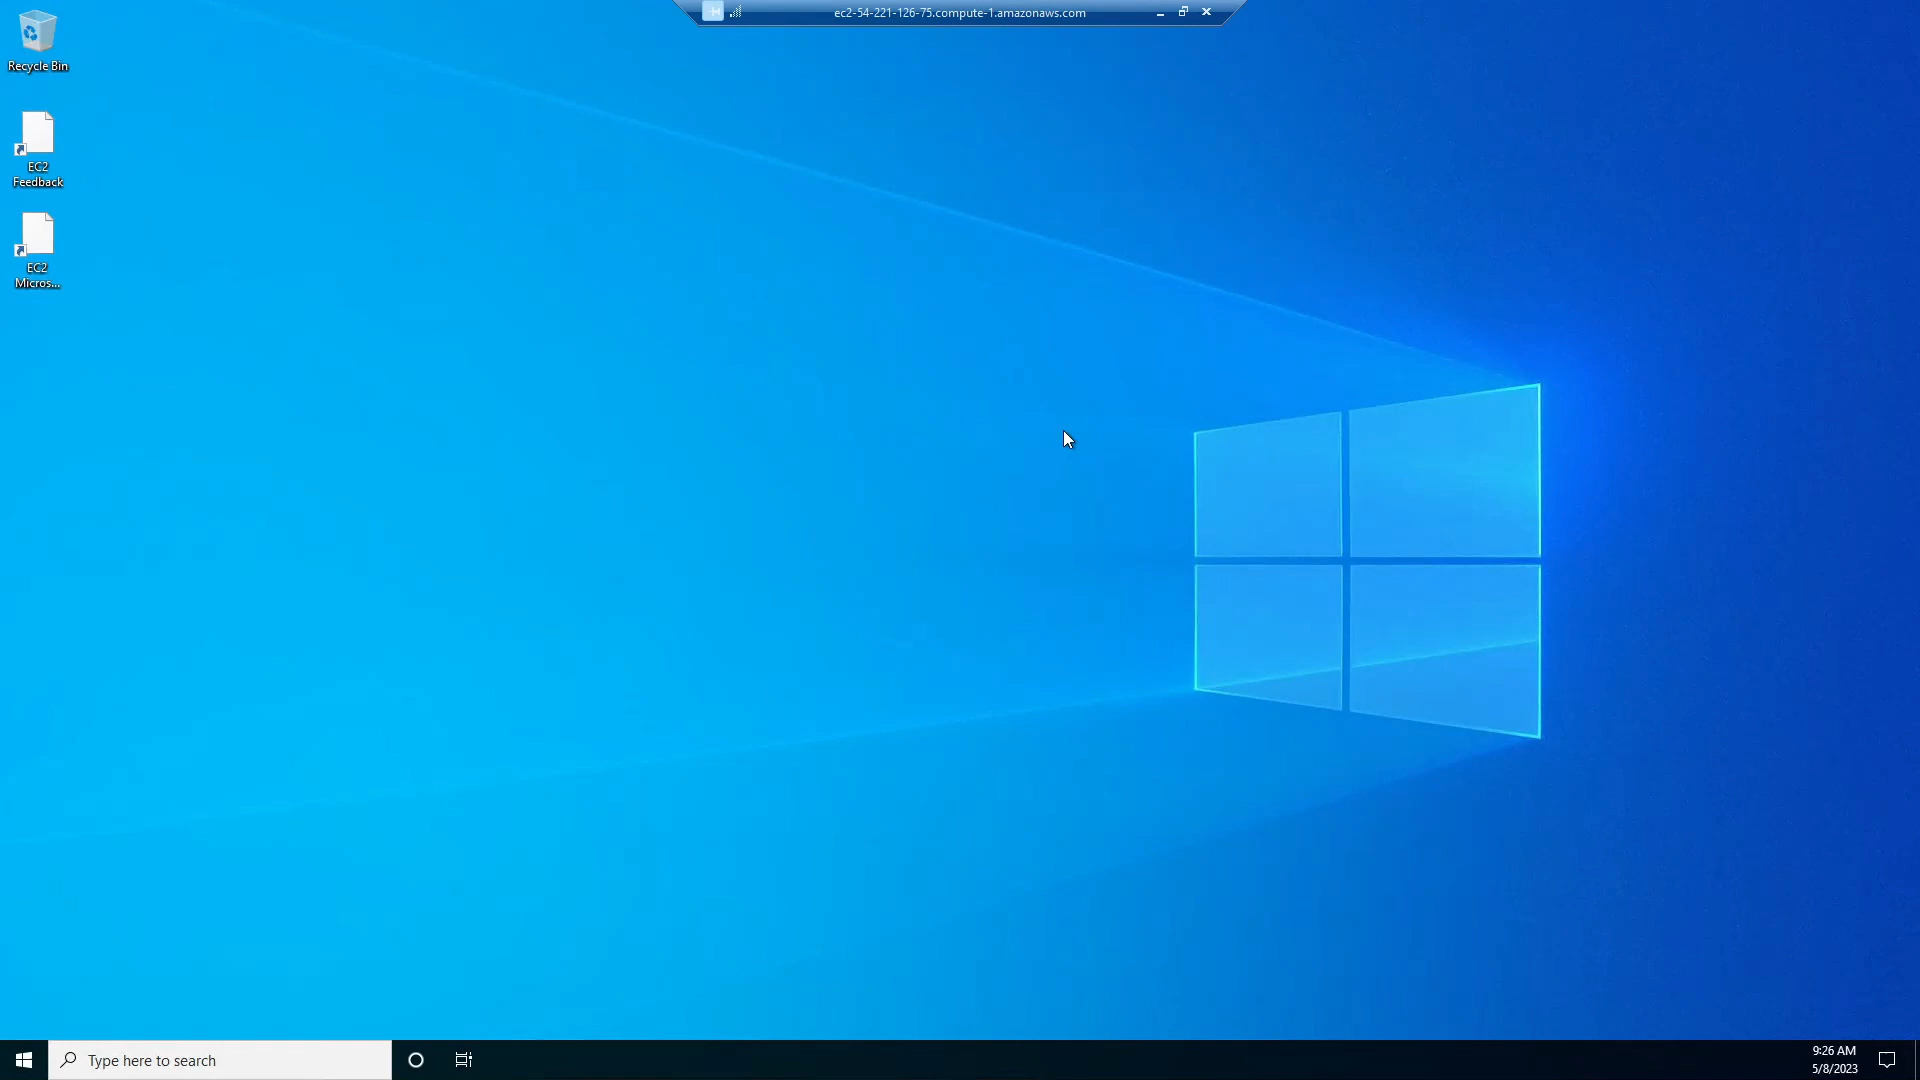 ec2-54-221-126-75.compute-1.amazonaws.com
Recycle Bin
EC2
Feedback
EC2
Micros...
Type here to search
9:26 AM
5/8/2023